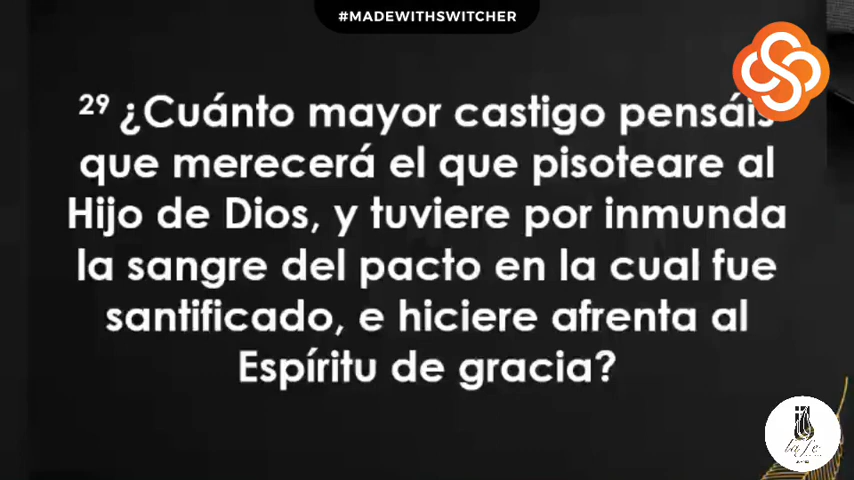 #MADEWITHSWITCHER
29 ¿Cuánto mayor castigo pensáis
que merecerá el que pisoteare al
Hijo de Dios, y tuviere por inmunda
la sangre del pacto en la cual fue
santificado, e hiciere afrenta al
Espíritu de gracia?
la fe